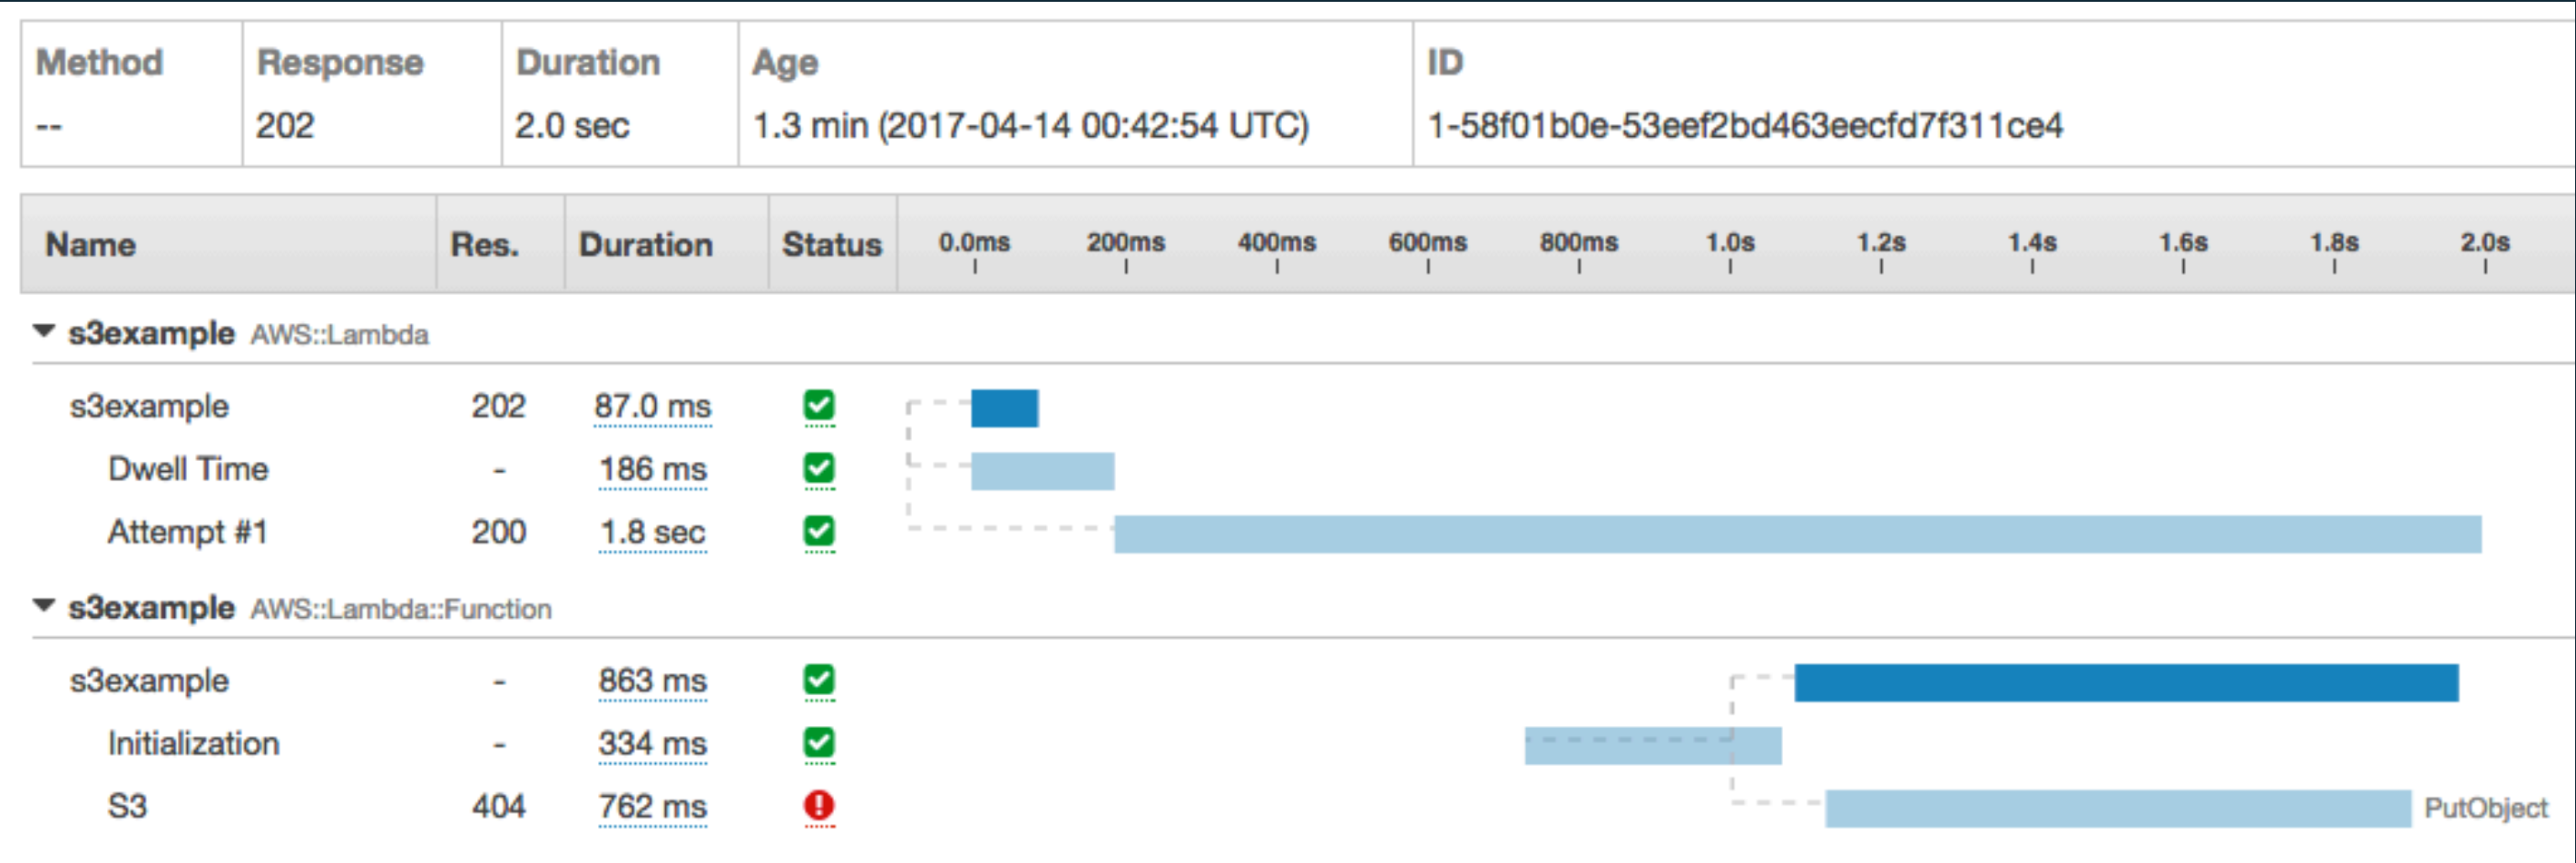 Method Response Duration Age ID
-- 202 2.0 sec 1.3 min (2017-04-14 00:42:54 UTC) 1-58f01b0e-53eef2bd463eecfd7f311ce4
Name Res. Duration Status 0.0ms 200ms 400ms 600ms 800ms 1.0s 1.2s 1.4s 1.6s 1.8s 2.0s
s3example AWS::Lambda
s3example 202 87.0 ms
Dwell Time - 186 ms
Attempt #1 200 1.8 sec
s3example AWS::Lambda::Function
s3example - 863 ms
Initialization - 334 ms
S3 404 762 ms PutObject